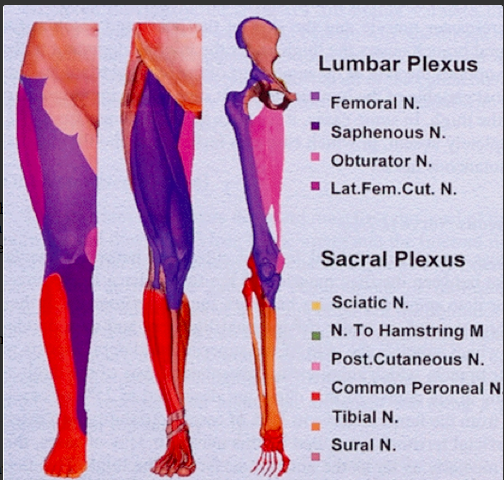 Lumbar Plexus
Femoral N.
Saphenous N.
Obturator N.
Lat.Fem.Cut. N.
Sacral Plexus
Sciatic N.
N. To Hamstring M
Post.Cutaneous N.
Common Peroneal N.
Tibial N.
Sural N.